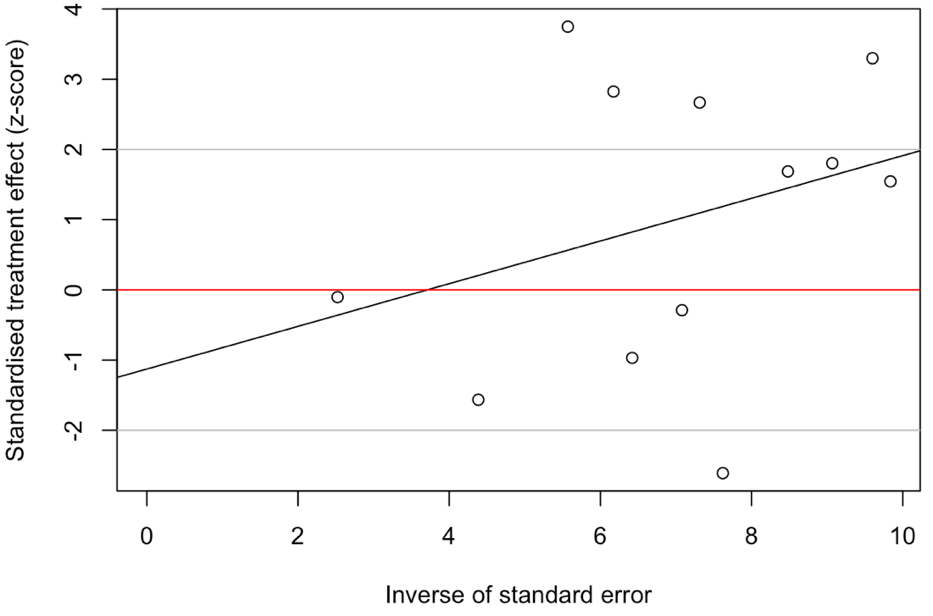 Standardised treatment effect (z-score)
4
3
2
1
0
-1
-2
0 2 4 6 8 10
Inverse of standard error